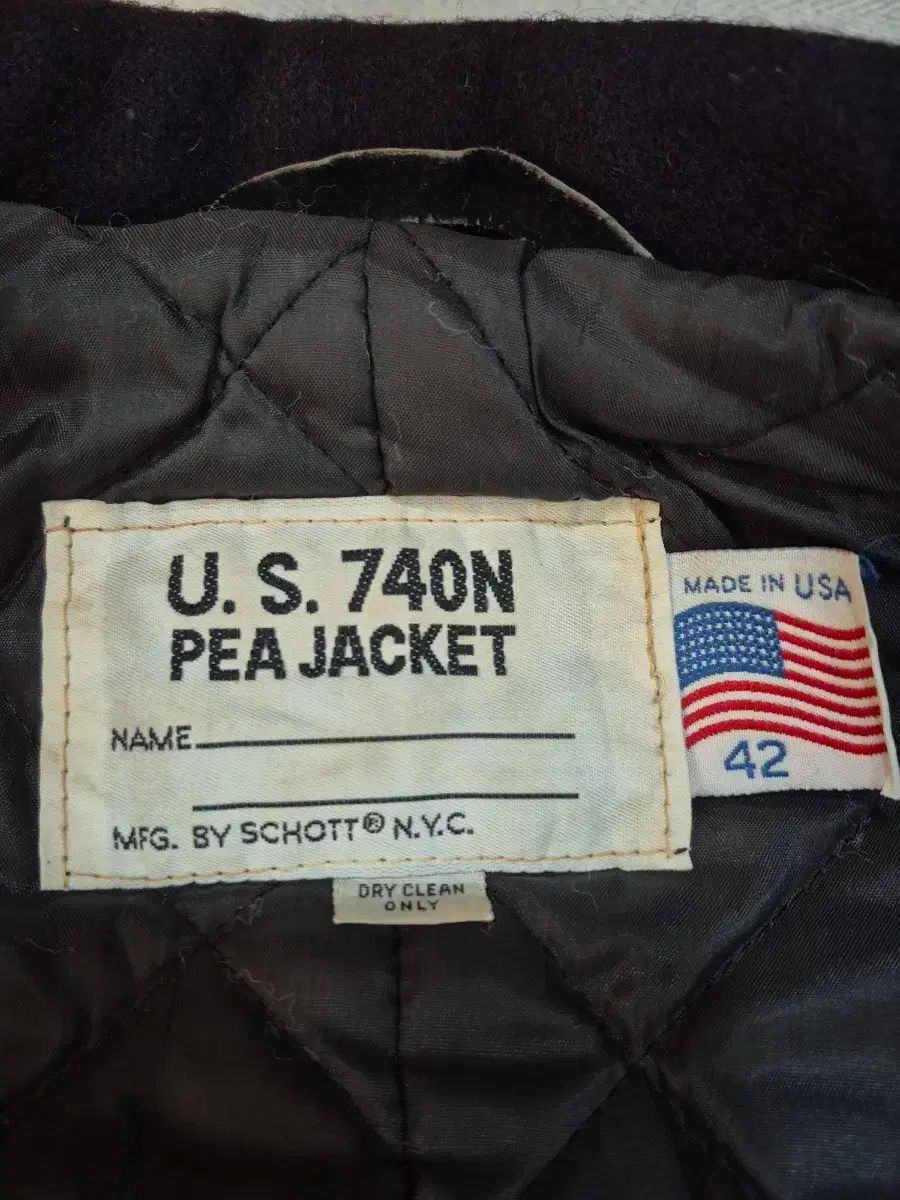 U. S. 740N
PEA JACKET
NAME
MFG. BY SCHOTT® N.Y.C.
DRY CLEAN
ONLY
MADE IN USA
42